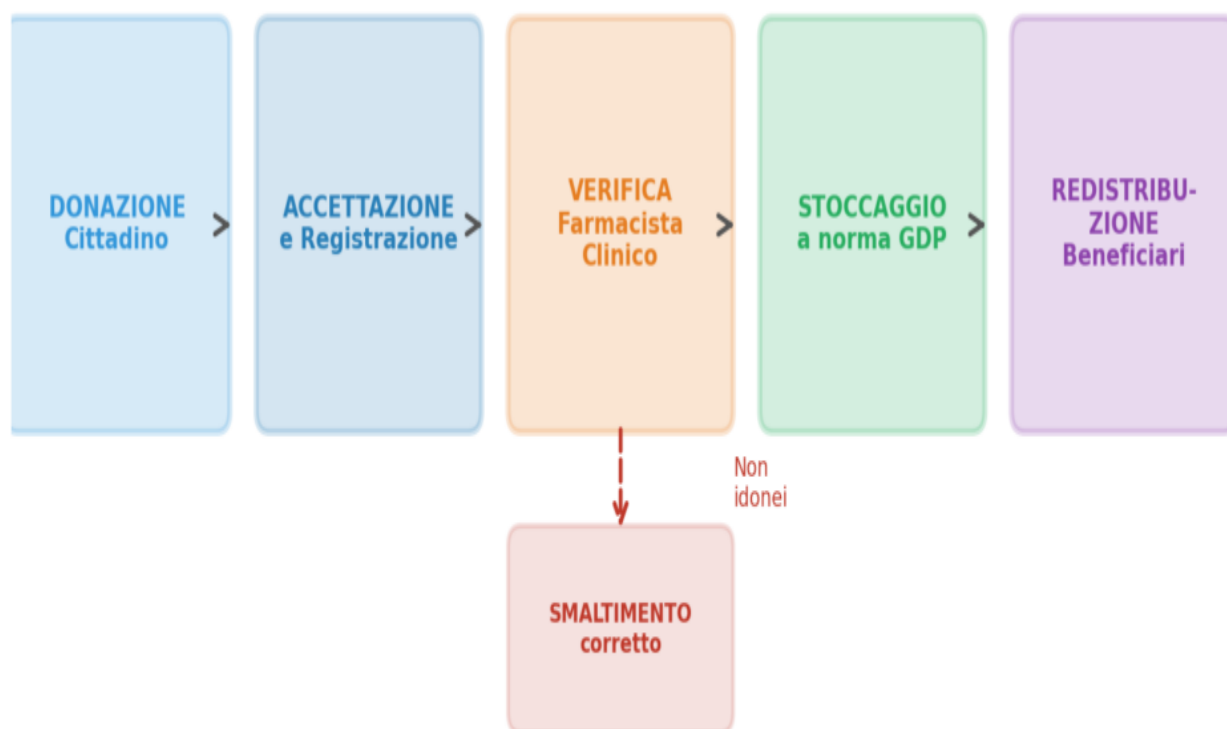 DONAZIONE
Cittadino
>
ACCETTAZIONE
e Registrazione
>
VERIFICA
Farmacista
Clinico
>
STOCCAGGIO
a norma GDP
>
REDISTRIBU-
ZIONE
Beneficiari
Non
idonei
SMALTIMENTO
corretto